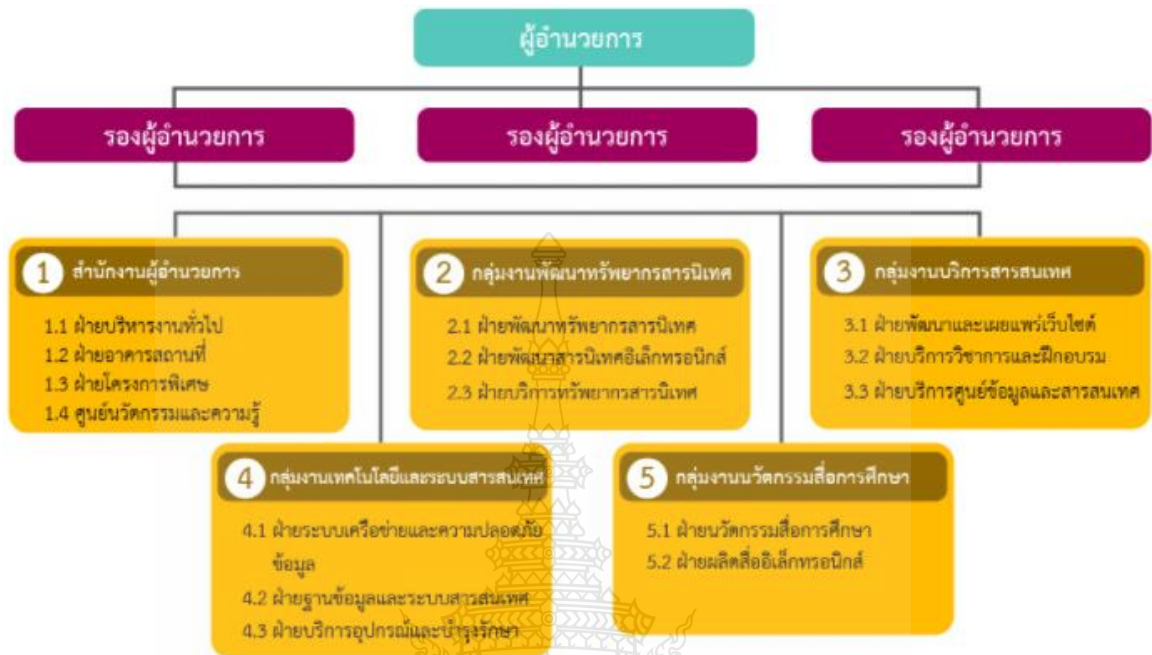 ผู้อำนวยการ
รองผู้อำนวยการ
รองผู้อำนวยการ
รองผู้อำนวยการ
1 สำนักงานผู้อำนวยการ
1.1 ฝ่ายบริหารงานทั่วไป
1.2 ฝ่ายอาคารสถานที่
1.3 ฝ่ายโครงการพิเศษ
1.4 ศูนย์นวัตกรรมและความรู้
2 กลุ่มงานพัฒนาทรัพยากรสารนิเทศ
2.1 ฝ่ายพัฒนาทรัพยากรสารนิเทศ
2.2 ฝ่ายพัฒนาสารนิเทศอิเล็กทรอนิกส์
2.3 ฝ่ายบริการทรัพยากรสารนิเทศ
3 กลุ่มงานบริการสารสนเทศ
3.1 ฝ่ายพัฒนาและเผยแพร่เว็บไซต์
3.2 ฝ่ายบริการวิชาการและฝึกอบรม
3.3 ฝ่ายบริการศูนย์ข้อมูลและสารสนเทศ
4 กลุ่มงานเทคโนโลยีและระบบสารสนเทศ
4.1 ฝ่ายระบบเครือข่ายและความปลอดภัย
ข้อมูล
4.2 ฝ่ายฐานข้อมูลและระบบสารสนเทศ
4.3 ฝ่ายบริการอุปกรณ์และบำรุงรักษา
5 กลุ่มงานนวัตกรรมสื่อการศึกษา
5.1 ฝ่ายนวัตกรรมสื่อการศึกษา
5.2 ฝ่ายผลิตสื่ออิเล็กทรอนิกส์